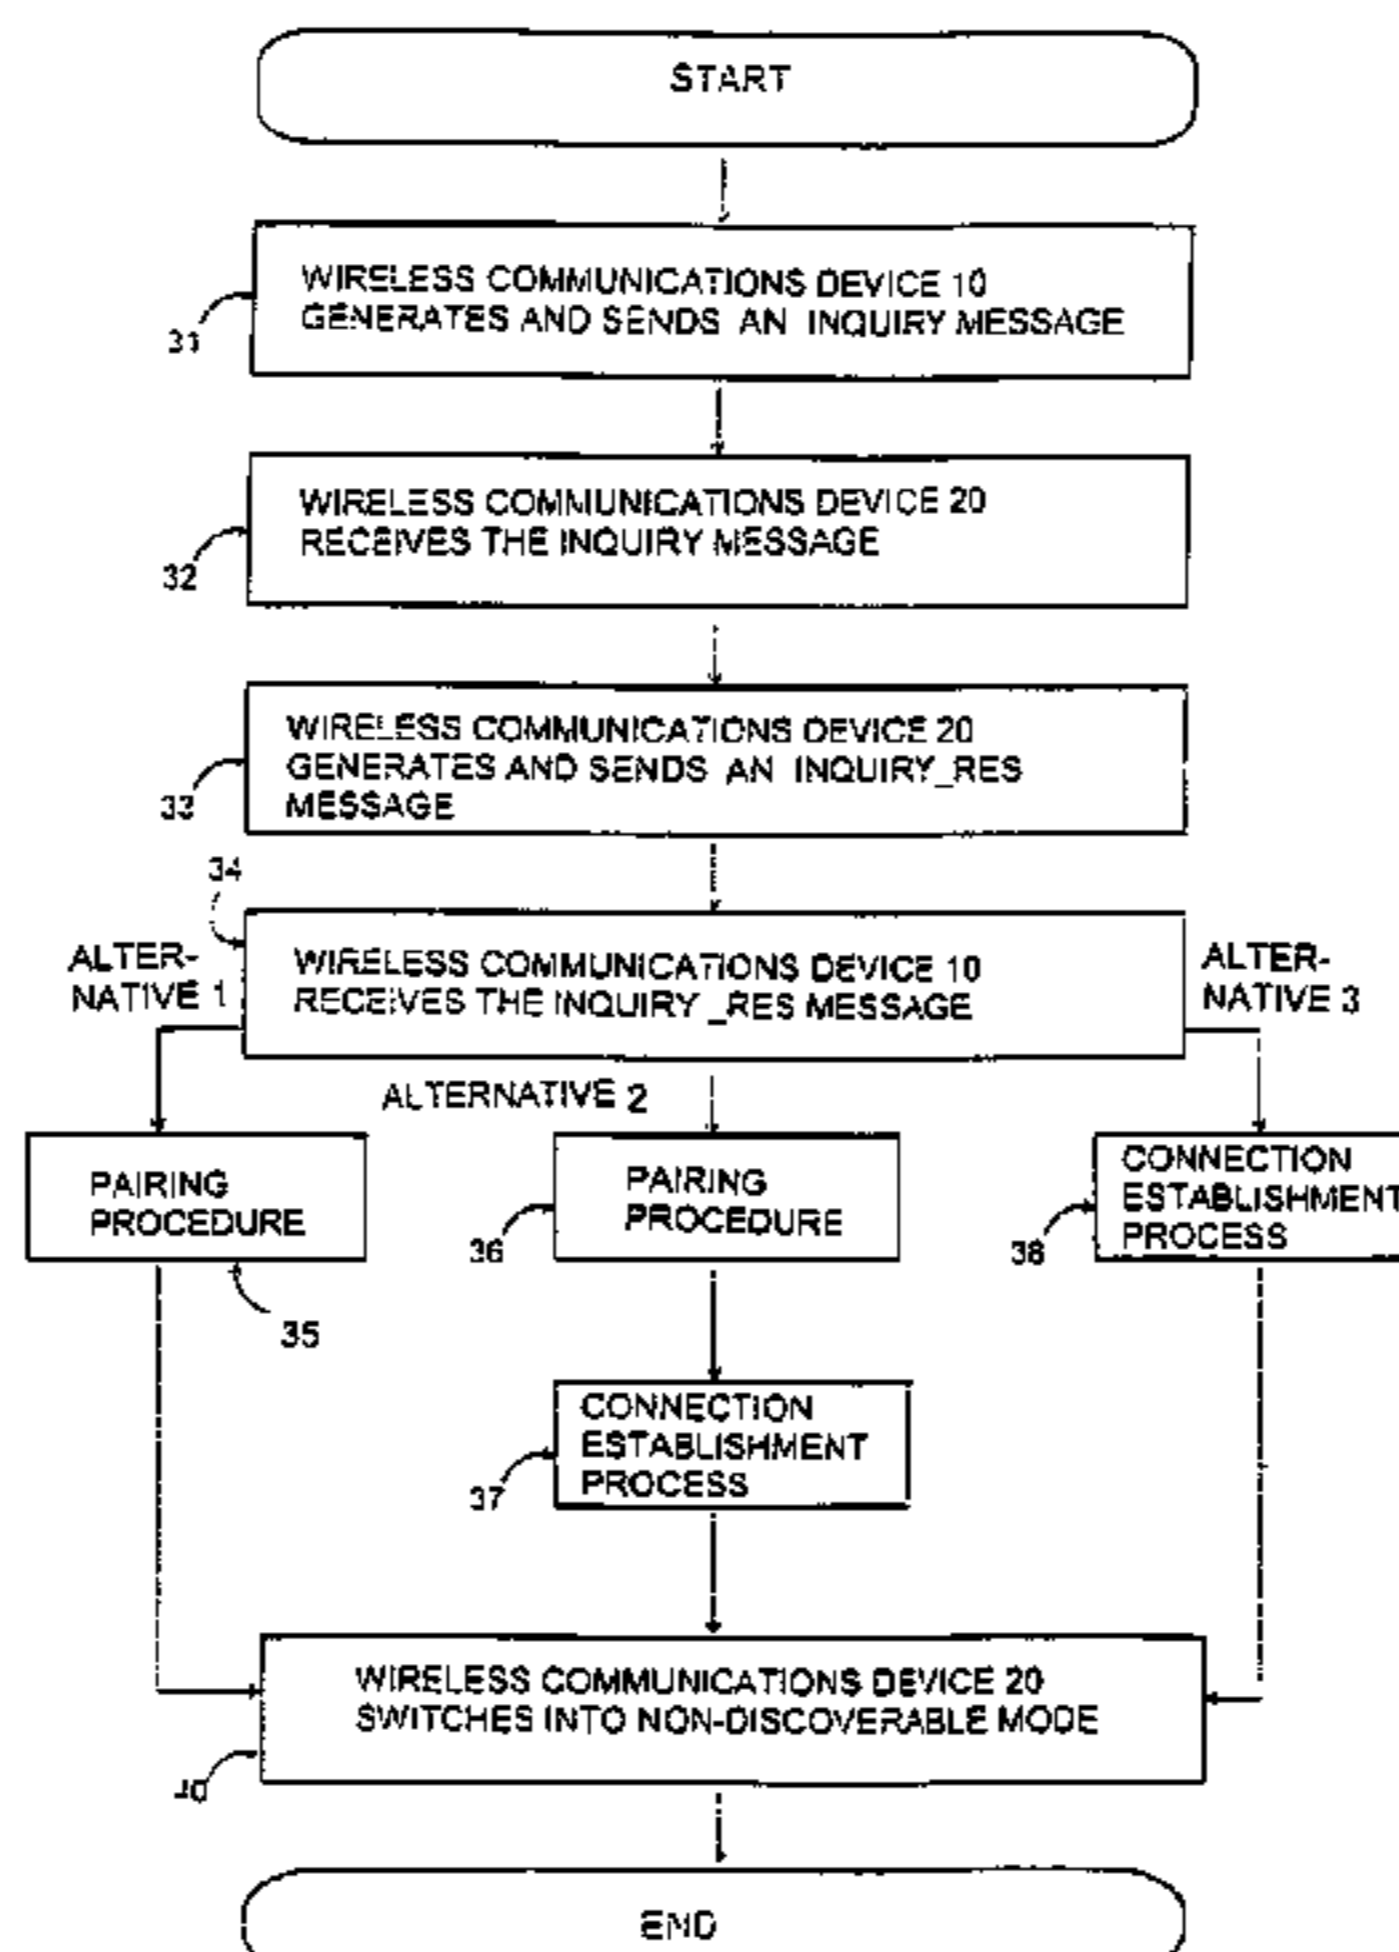 START
WIRELESS COMMUNICATIONS DEVICE 10
GENERATES AND SENDS AN INQUIRY MESSAGE
31
WIRELESS COMMUNICATIONS DEVICE 20
RECEIVES THE INQUIRY MESSAGE
32
WIRELESS COMMUNICATIONS DEVICE 20
GENERATES AND SENDS AN INQUIRY_RES
MESSAGE
33
34
ALTER-
NATIVE 1
WIRELESS COMMUNICATIONS DEVICE 10
RECEIVES THE INQUIRY_RES MESSAGE
ALTER-
NATIVE 3
ALTERNATIVE 2
PAIRING
PROCEDURE
35
PAIRING
PROCEDURE
36
CONNECTION
ESTABLISHMENT
PROCESS
38
CONNECTION
ESTABLISHMENT
PROCESS
37
WIRELESS COMMUNICATIONS DEVICE 20
SWITCHES INTO NON-DISCOVERABLE MODE
40
END